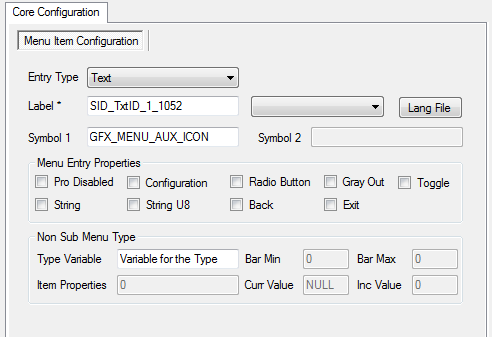 Core Configuration
Menu Item Configuration
Entry Type Text
Label * SID_TxtID_1_1052 Lang File
Symbol 1 GFX_MENU_AUX_ICON Symbol 2
Menu Entry Properties
Pro Disabled Configuration Radio Button Gray Out Toggle
String String U8 Back Exit
Non Sub Menu Type
Type Variable Variable for the Type Bar Min 0 Bar Max 0
Item Properties 0 Curr Value NULL Inc Value 0